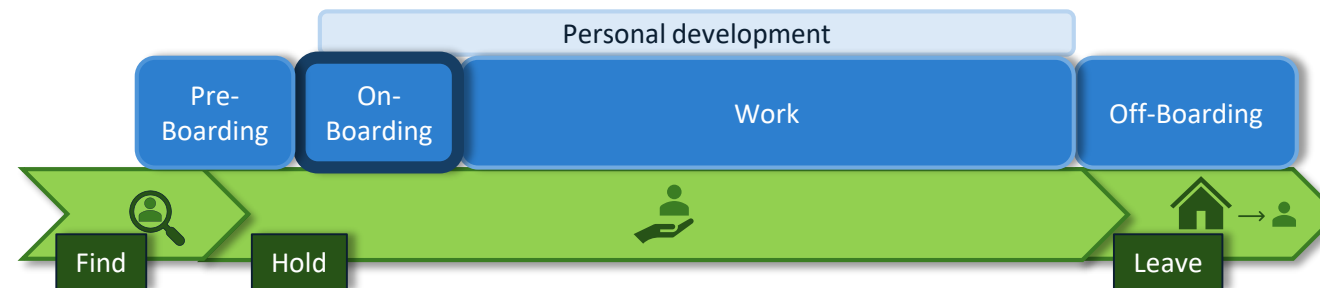 Personal development
Pre-
Boarding
On-
Boarding
Work
Off-Boarding
Find
Hold
Leave